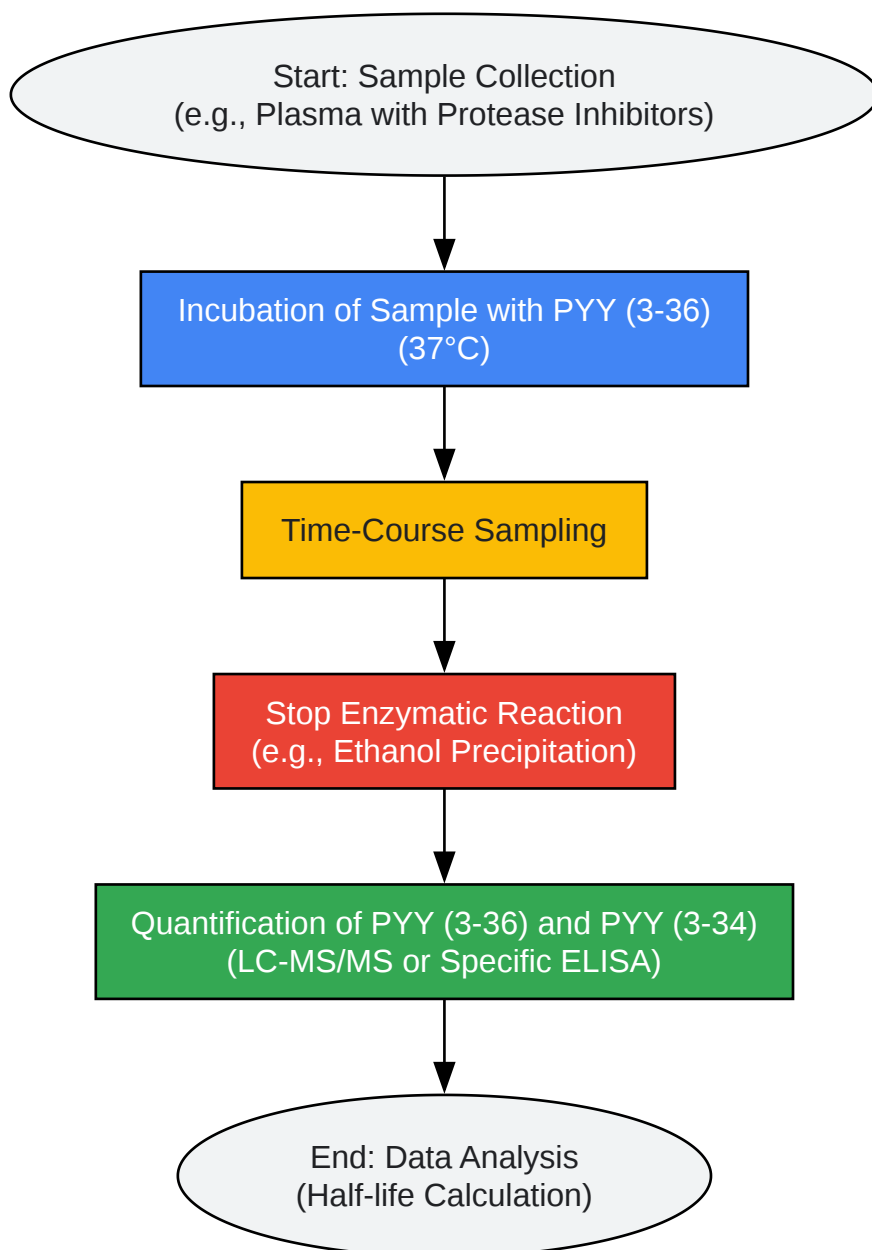 Start: Sample Collection
(e.g., Plasma with Protease Inhibitors)
Incubation of Sample with PYY (3-36)
(37°C)
Time-Course Sampling
Stop Enzymatic Reaction
(e.g., Ethanol Precipitation)
Quantification of PYY (3-36) and PYY (3-34)
(LC-MS/MS or Specific ELISA)
End: Data Analysis
(Half-life Calculation)